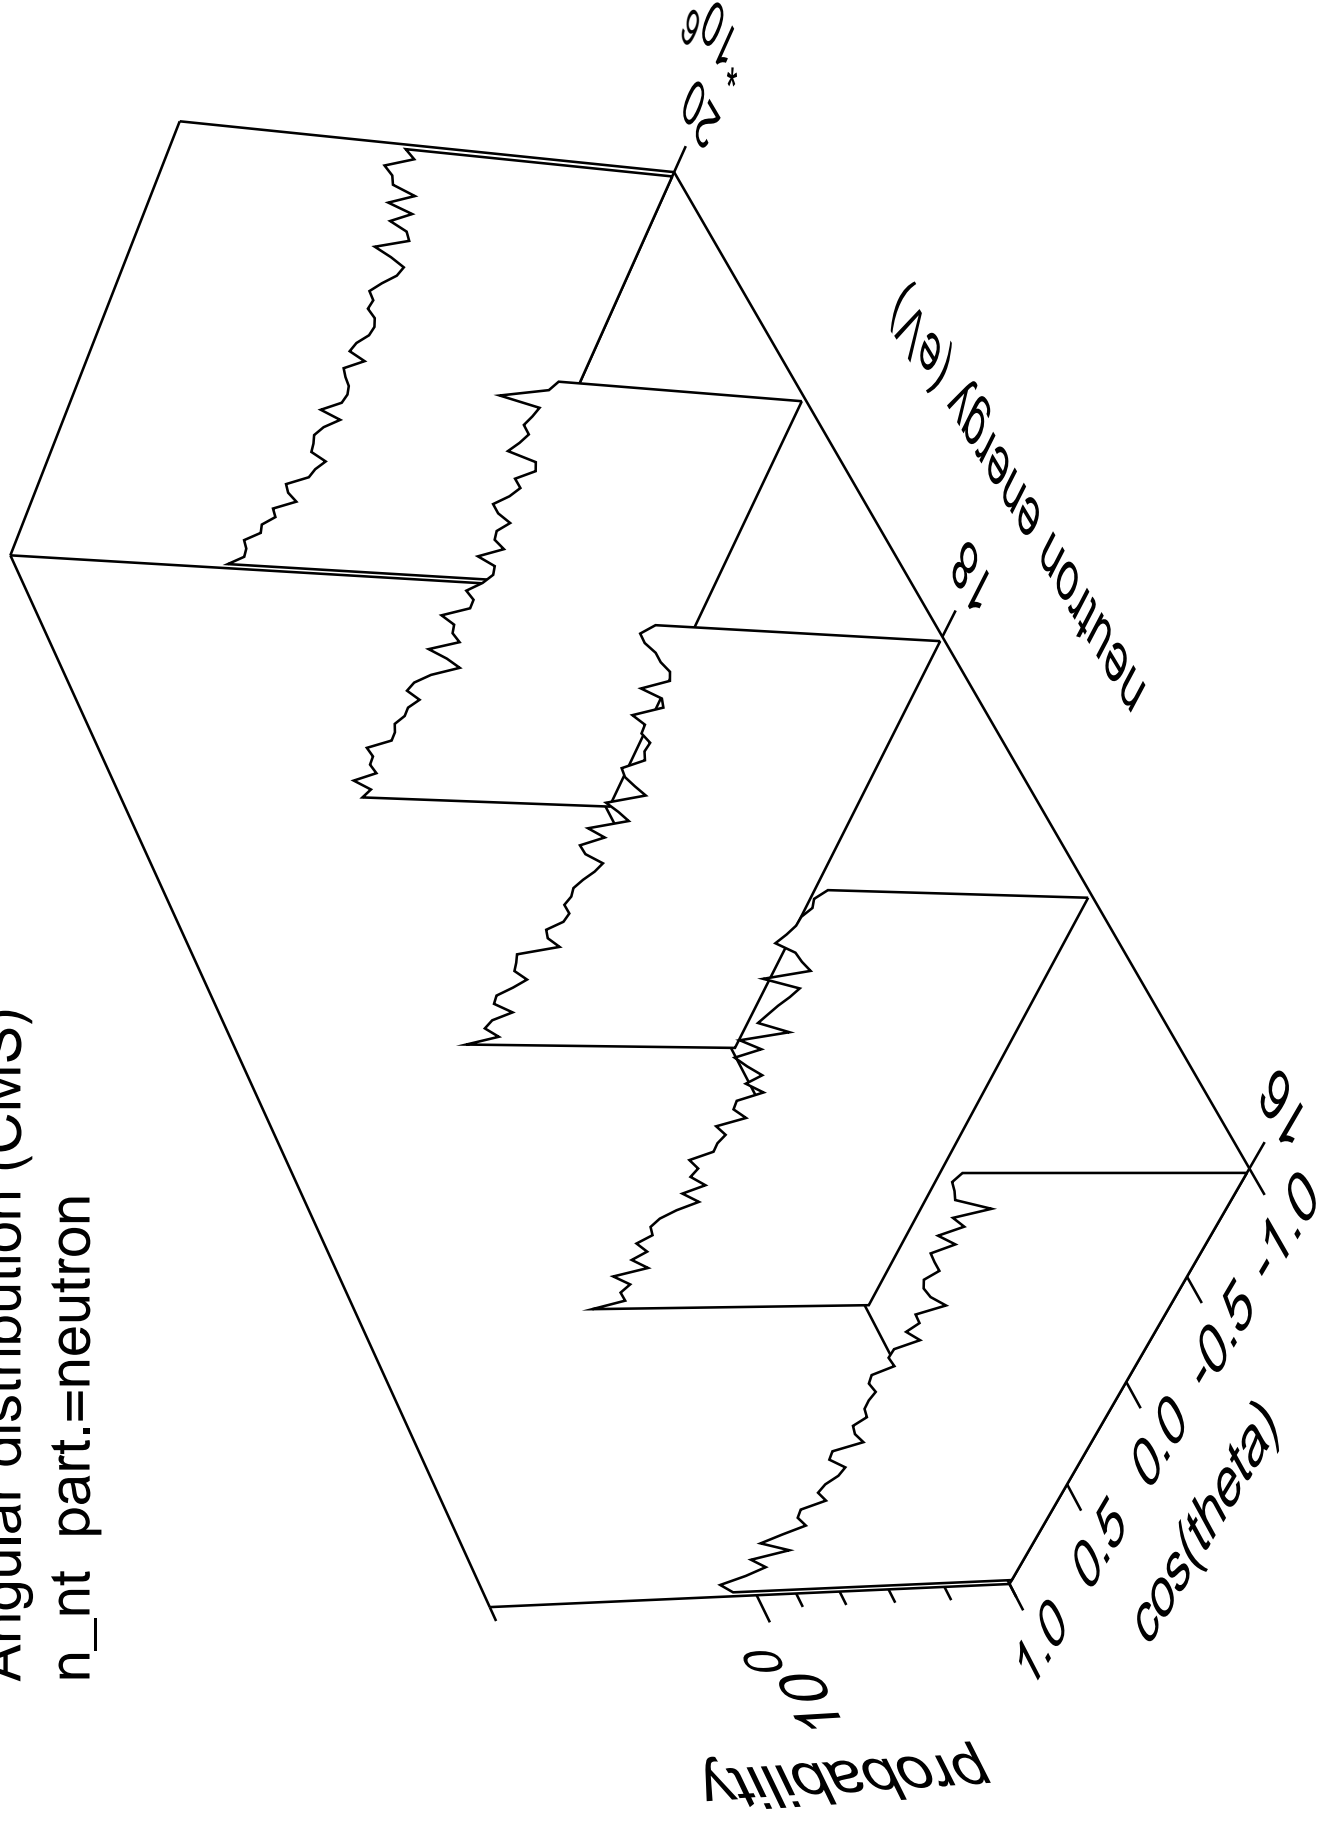 Angular distribution (CMS)
n_nt part.=neutron
probability
10^0
cos(theta)
1.0 0.5 0.0 -0.5 -1.0
neutron energy (eV)
16 18 20 *10^6